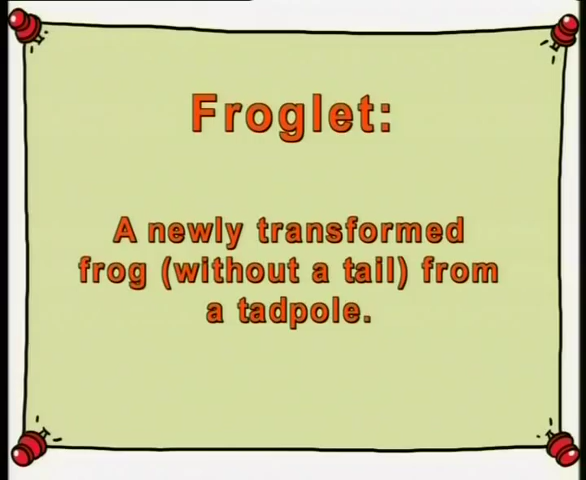 Froglet:
A newly transformed
frog (without a tail) from
a tadpole.